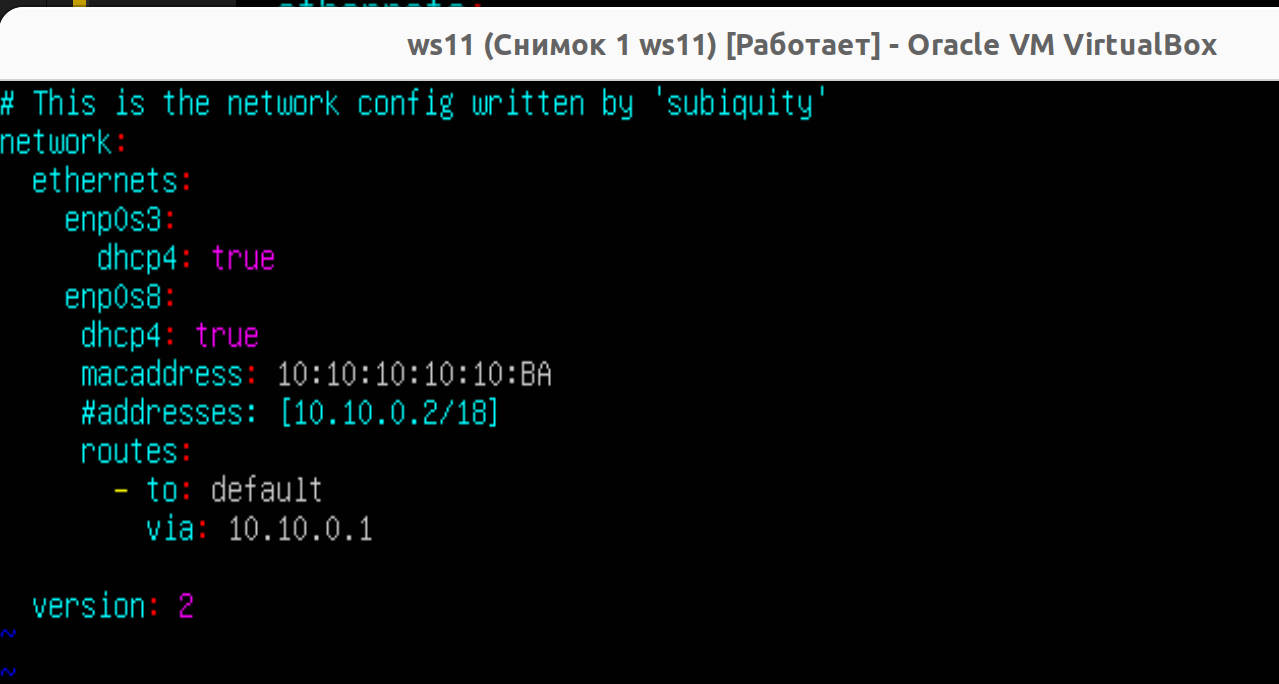 ws11 (Снимок 1 ws11) [Работает] - Oracle VM VirtualBox
# This is the network config written by 'subiquity'
network:
  ethernets:
    enp0s3:
      dhcp4: true
    enp0s8:
     dhcp4: true
     macaddress: 10:10:10:10:10:BA
     #addresses: [10.10.0.2/18]
     routes:
       - to: default
         via: 10.10.0.1
  version: 2
~
~